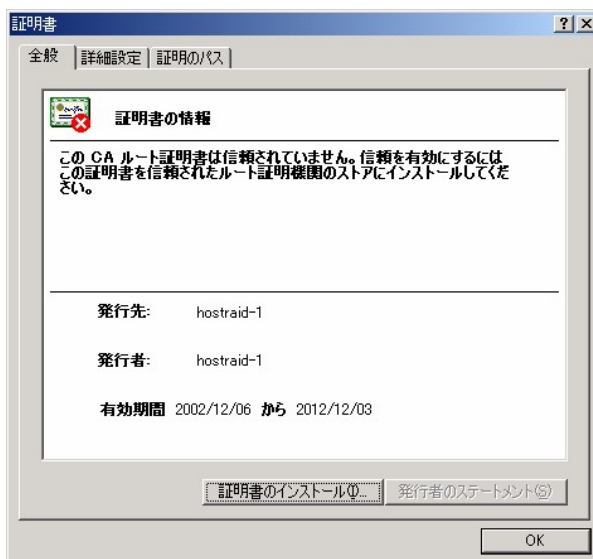 証明書
全般
詳細設定
証明のパス
証明書の情報
この CA ルート証明書は信頼されていません。信頼を有効にするには
この証明書を信頼されたルート証明機関のストアにインストールしてくだ
さい。
発行先: hostraid-1
発行者: hostraid-1
有効期間 2002/12/06 から 2012/12/03
証明書のインストール(I)...
発行者のステートメント(S)
OK